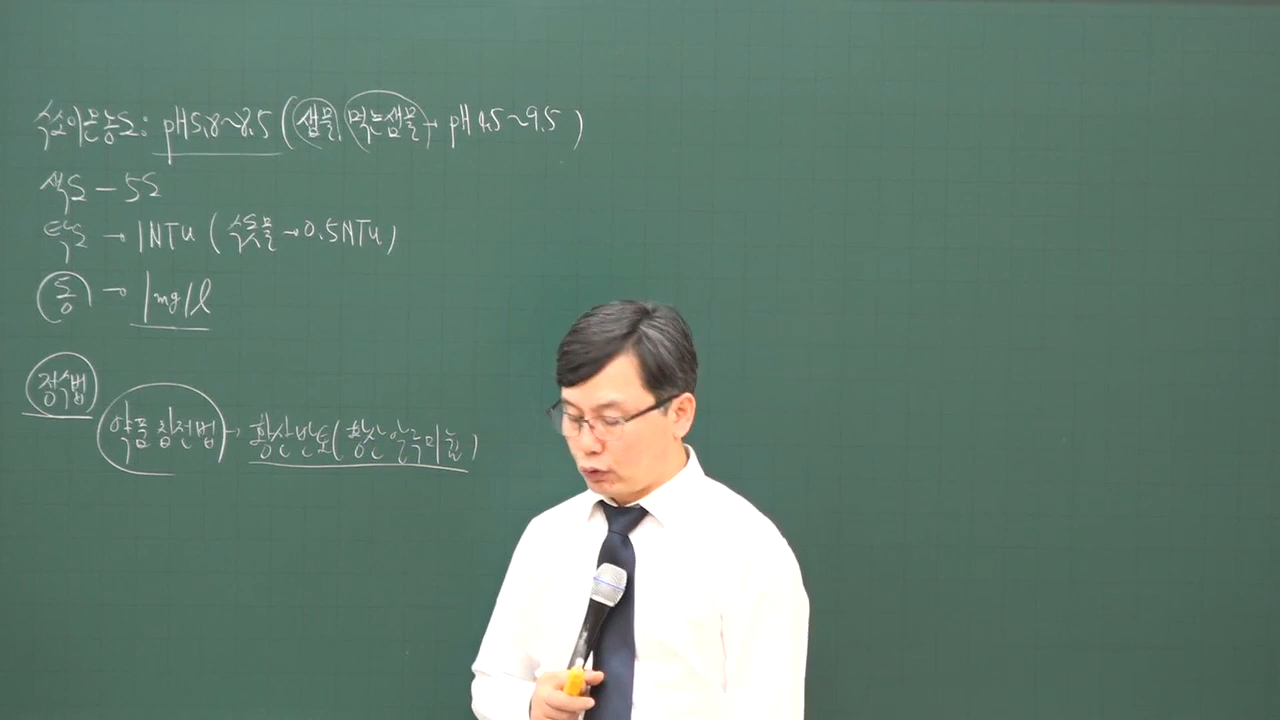 수소이온농도: pH5.8~8.5 (샘물, 먹는샘물→ pH4.5~9.5)
색도 - 5도
탁도 → 1NTU (수돗물→0.5NTU)
동 → 1mg/l
정수법
약품침전법 → 황산반토(황산알루미늄)